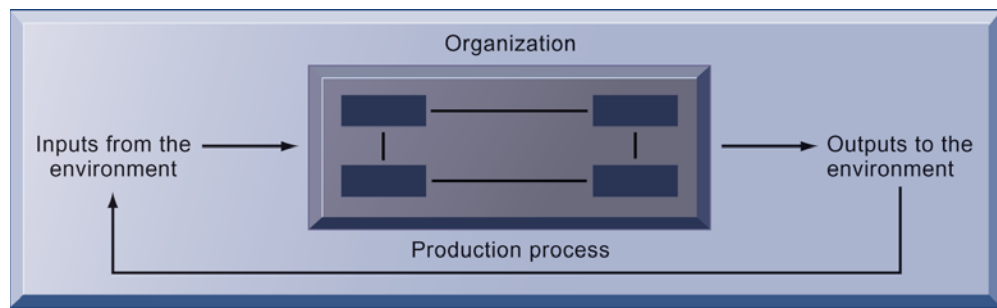 Organization
Inputs from the
environment
Outputs to the
environment
Production process